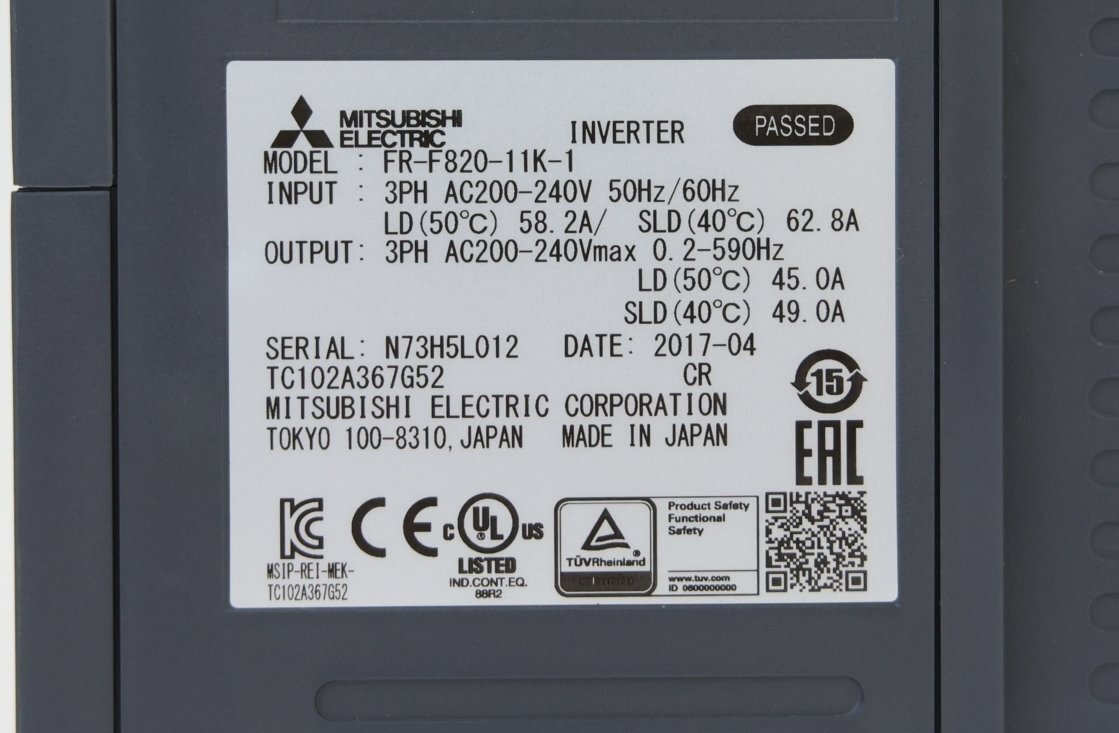 MITSUBISHI
ELECTRIC
INVERTER
PASSED
MODEL : FR-F820-11K-1
INPUT : 3PH AC200-240V 50Hz/60Hz
LD(50℃) 58.2A/ SLD(40℃) 62.8A
OUTPUT: 3PH AC200-240Vmax 0.2-590Hz
LD(50℃) 45.0A
SLD(40℃) 49.0A
SERIAL: N73H5L012 DATE: 2017-04
TC102A367G52 CR
15
MITSUBISHI ELECTRIC CORPORATION
TOKYO 100-8310, JAPAN MADE IN JAPAN
EAC
KC
MSIP-REI-MEK-
TC102A367G52
CE
C UL® US
LISTED
IND.CONT.EQ.
88R2
TÜVRheinland®
CERTIFIED
Product Safety
Functional
Safety
www.tuv.com
ID 0600000000